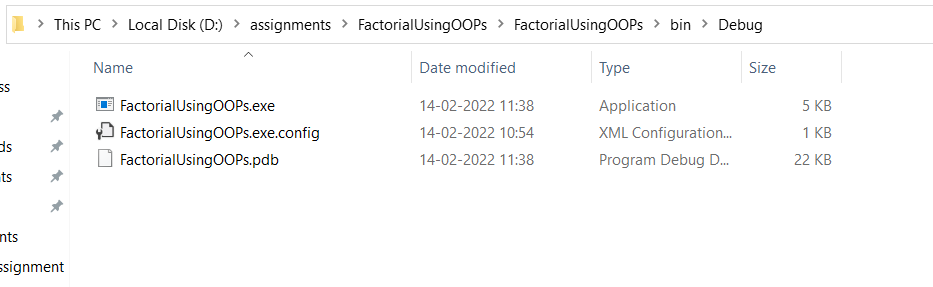 This PC > Local Disk (D:) > assignments > FactorialUsingOOPs > FactorialUsingOOPs > bin > Debug
Name Date modified Type Size
ss
FactorialUsingOOPs.exe 14-02-2022 11:38 Application 5 KB
FactorialUsingOOPs.exe.config 14-02-2022 10:54 XML Configuration... 1 KB
ds
FactorialUsingOOPs.pdb 14-02-2022 11:38 Program Debug D... 22 KB
nts
nts
ssignment